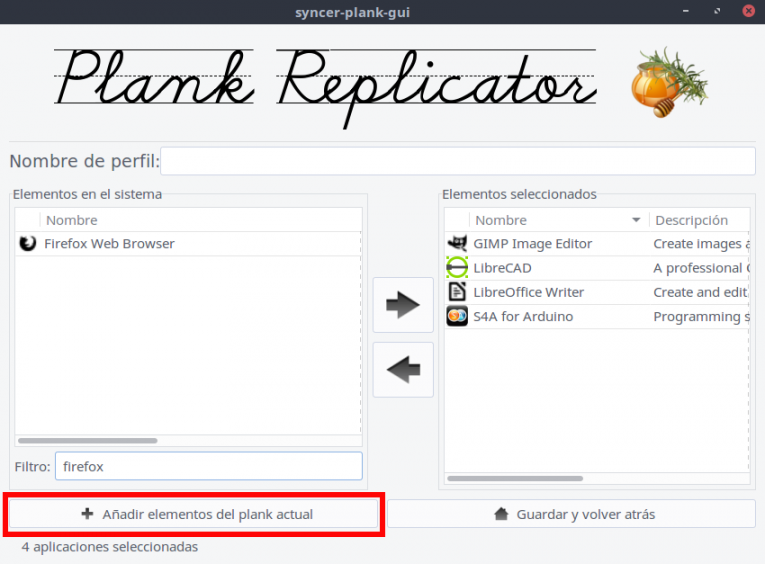 syncer-plank-gui
Plank Replicator
Nombre de perfil:
Elementos en el sistema
Nombre
Firefox Web Browser
Filtro: firefox
Elementos seleccionados
Nombre Descripción
GIMP Image Editor Create images a
LibreCAD A professional
LibreOffice Writer Create and edit
S4A for Arduino Programming s
Añadir elementos del plank actual
Guardar y volver atrás
4 aplicaciones seleccionadas